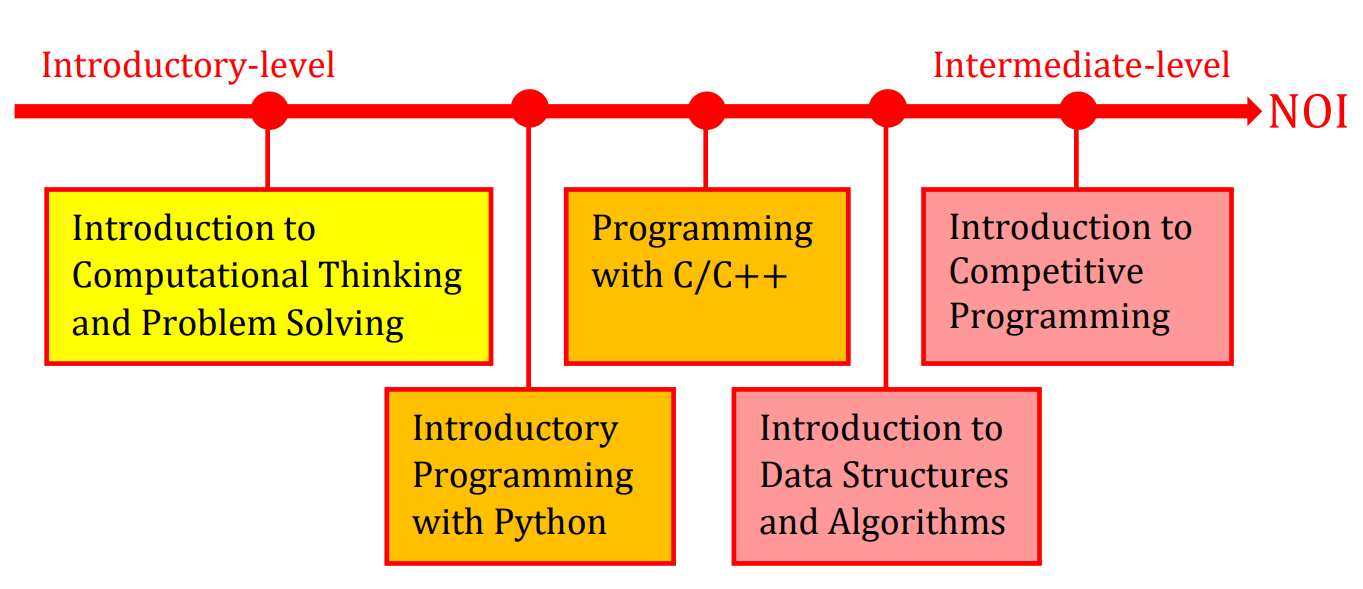 Introductory-level
Intermediate-level
NOI
Introduction to
Computational Thinking
and Problem Solving
Introductory
Programming
with Python
Programming
with C/C++
Introduction to
Data Structures
and Algorithms
Introduction to
Competitive
Programming